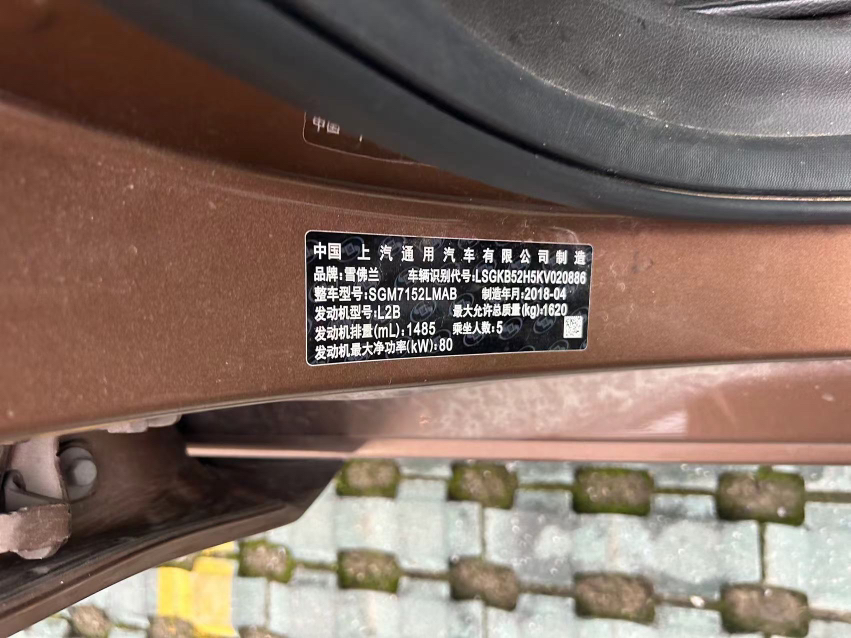 中国
中国 上汽通用汽车有限公司 制造
品牌:雪佛兰 车辆识别代号:LSGKB52H5KV020886
整车型号:SGM7152LMAB 制造年月:2018-04
发动机型号:L2B 最大允许总质量(kg):1620
发动机排量(mL):1485 乘坐人数:5
发动机最大净功率(kW):80